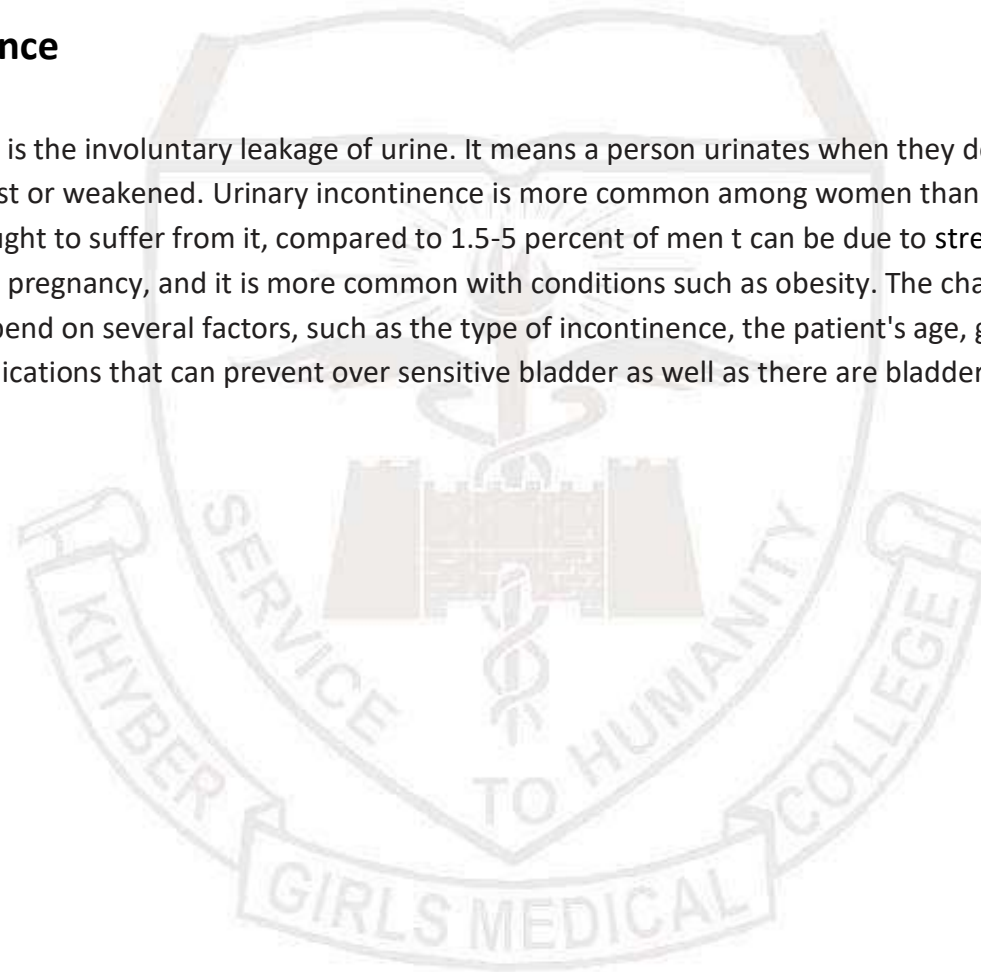 nce
is the involuntary leakage of urine. It means a person urinates when they d
st or weakened. Urinary incontinence is more common among women than
ught to suffer from it, compared to 1.5-5 percent of men t can be due to stre
pregnancy, and it is more common with conditions such as obesity. The cha
pend on several factors, such as the type of incontinence, the patient's age, g
ications that can prevent over sensitive bladder as well as there are bladder
SERVICE TO HUMANITY
KHYBER GIRLS MEDICAL COLLEGE